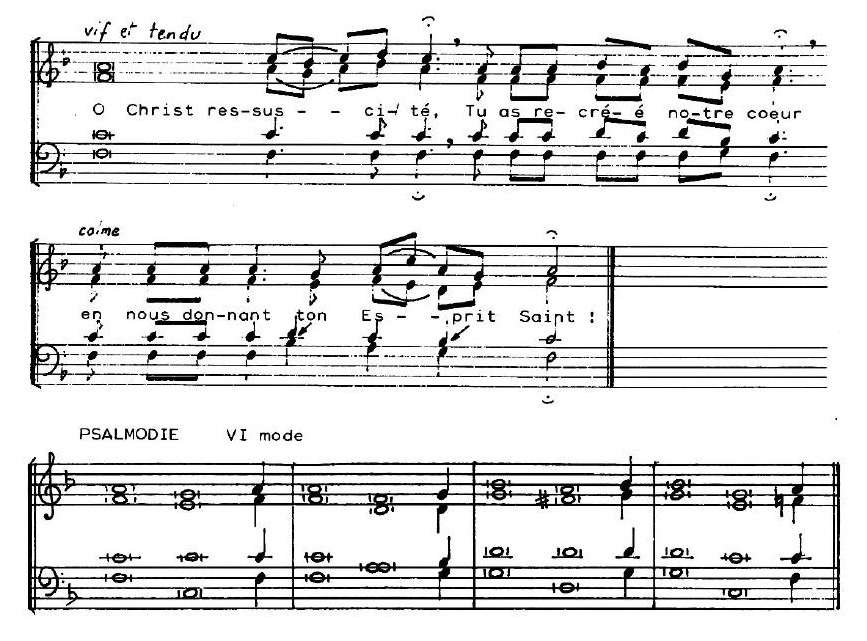 vif et tendu
O Christ res-sus - - ci-té, Tu as re-cré-é no-tre coeur
calme
en nous don-nant ton Es - - prit Saint !
PSALMODIE VI mode